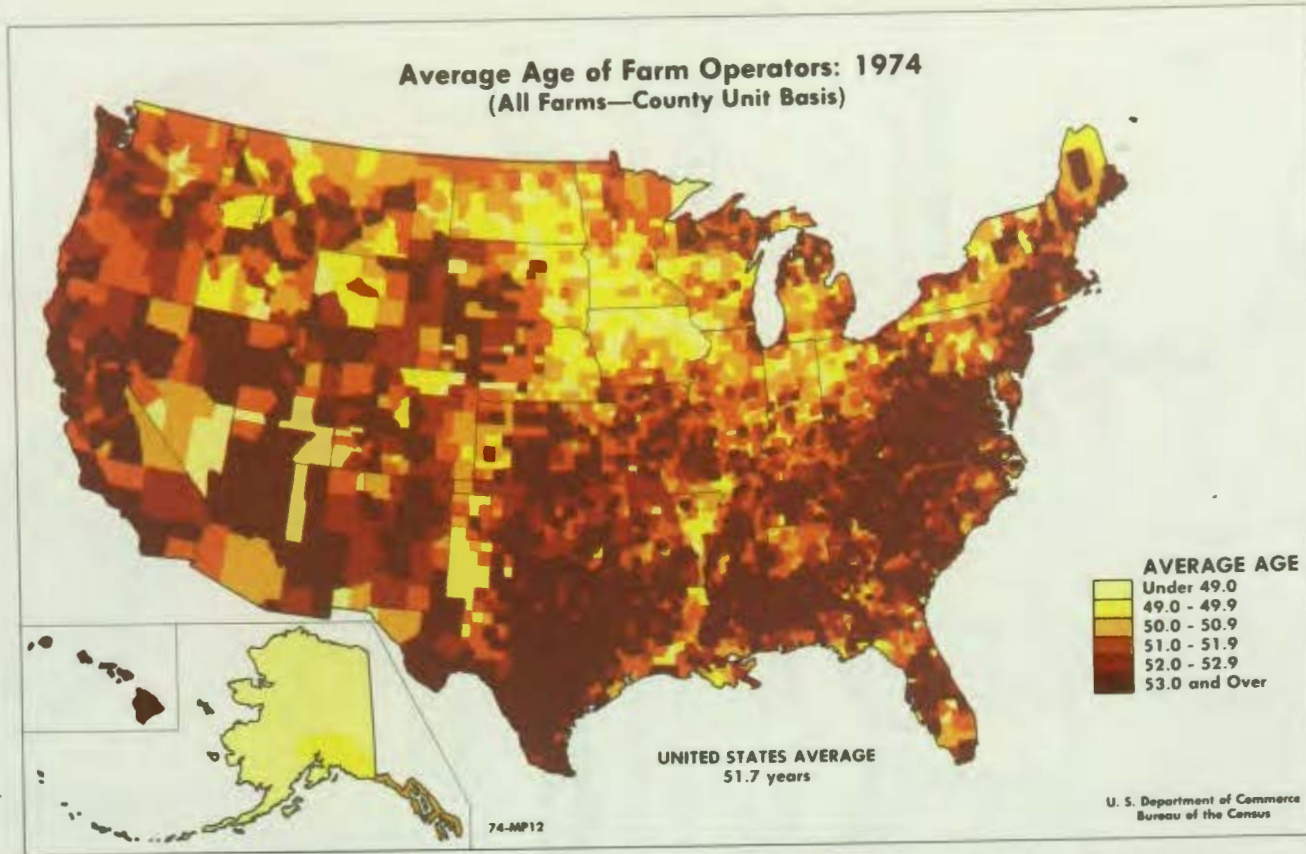 Average Age of Farm Operators: 1974
(All Farms—County Unit Basis)
AVERAGE AGE
Under 49.0
49.0 - 49.9
50.0 - 50.9
51.0 - 51.9
52.0 - 52.9
53.0 and Over
UNITED STATES AVERAGE
51.7 years
74-MP12
U. S. Department of Commerce
Bureau of the Census